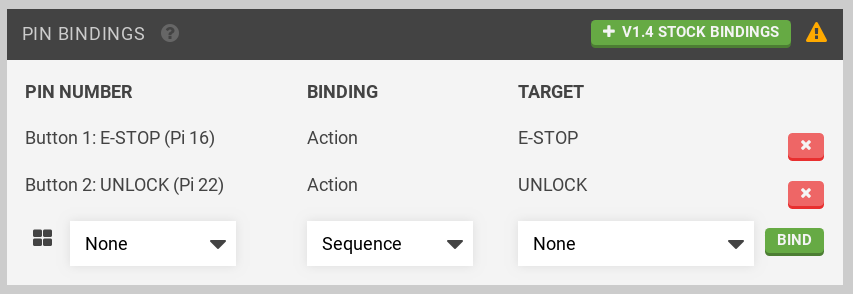 PIN BINDINGS ?
+ V1.4 STOCK BINDINGS
PIN NUMBER BINDING TARGET
Button 1: E-STOP (Pi 16) Action E-STOP
Button 2: UNLOCK (Pi 22) Action UNLOCK
None Sequence None BIND